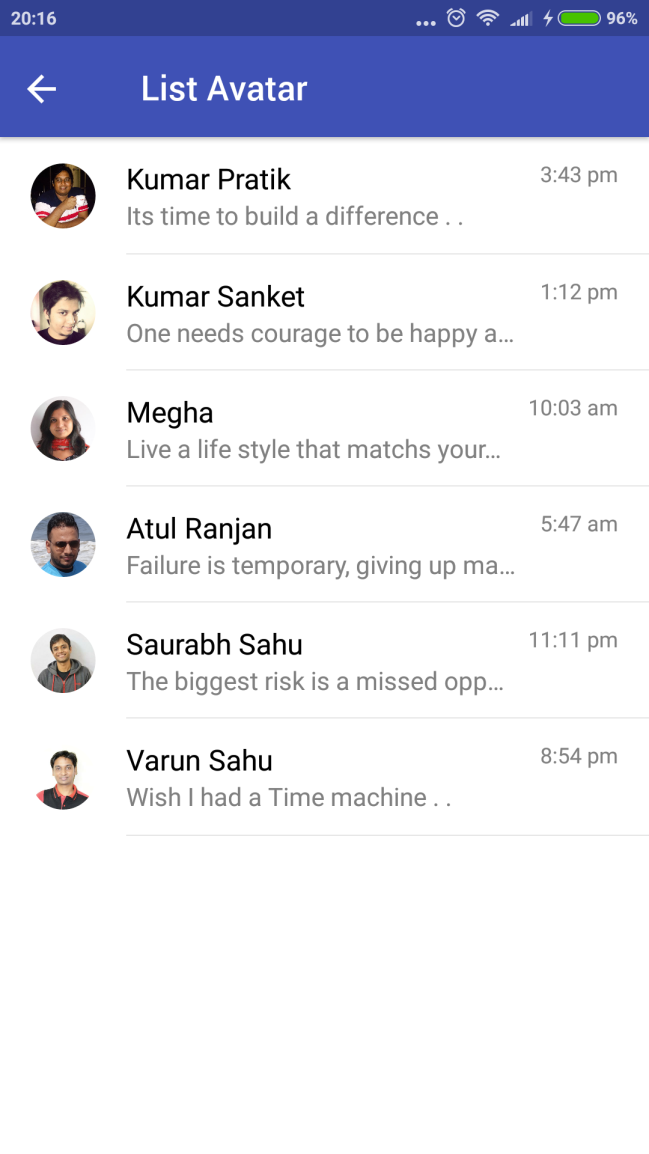 20:16
96%
List Avatar
Kumar Pratik
3:43 pm
Its time to build a difference . .
Kumar Sanket
1:12 pm
One needs courage to be happy a...
Megha
10:03 am
Live a life style that matchs your...
Atul Ranjan
5:47 am
Failure is temporary, giving up ma...
Saurabh Sahu
11:11 pm
The biggest risk is a missed opp...
Varun Sahu
8:54 pm
Wish I had a Time machine . .